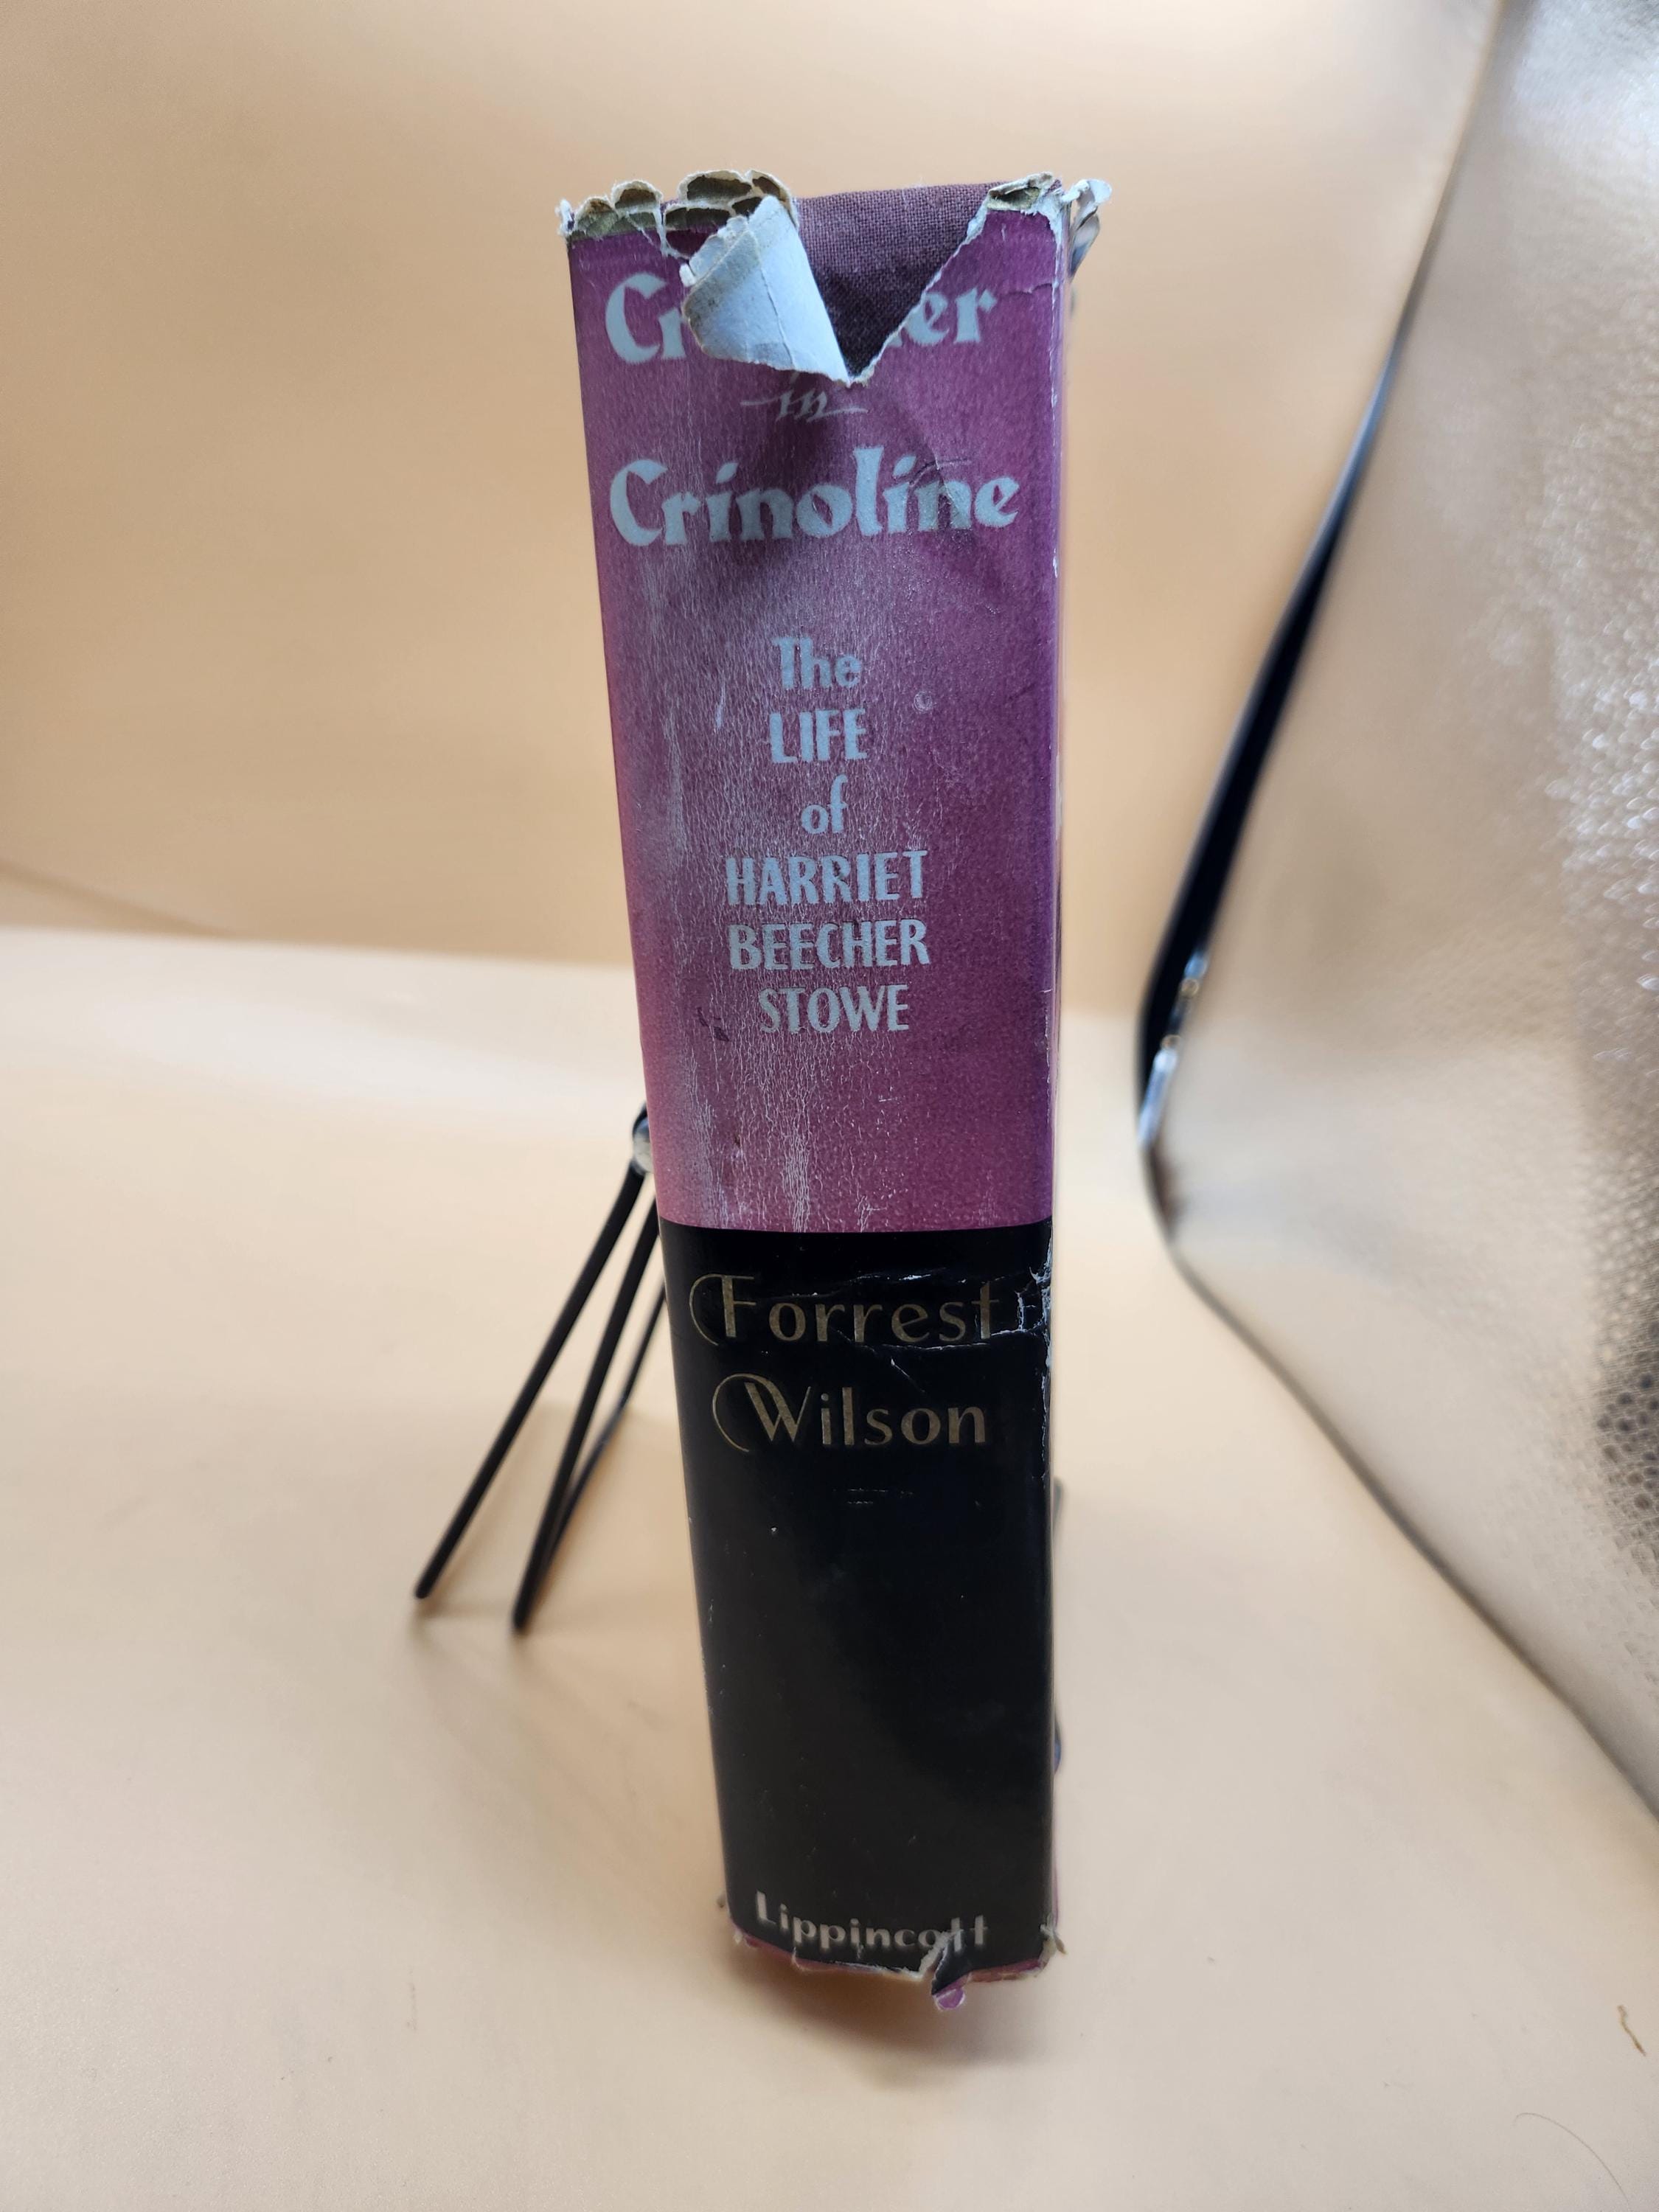 in
Crinoline
The
LIFE
of
HARRIET
BEECHER
STOWE
Forrest
Wilson
Lippincott